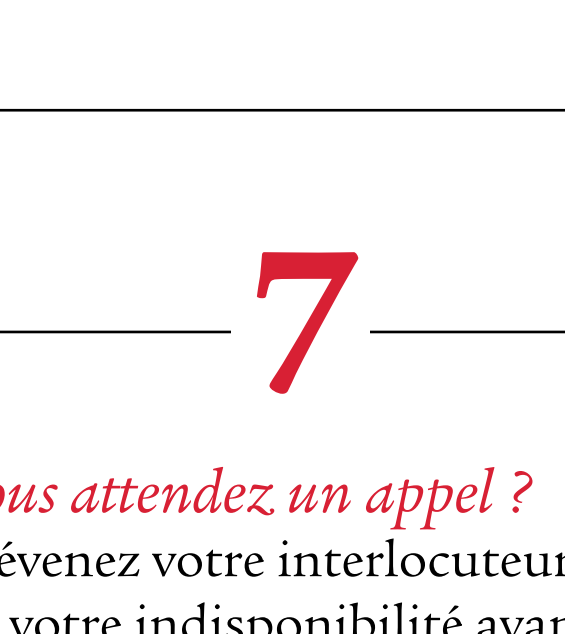 7
ous attendez un appel ?
évenez votre interlocuteur
votre indisponibilité avan